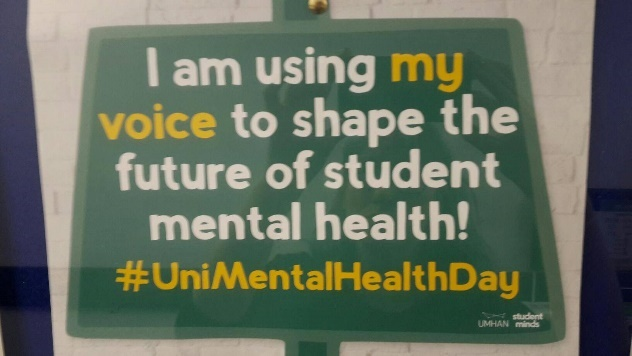 I am using my
voice to shape the
future of student
mental health!
#UniMentalHealthDay
UMHAN
student
minds